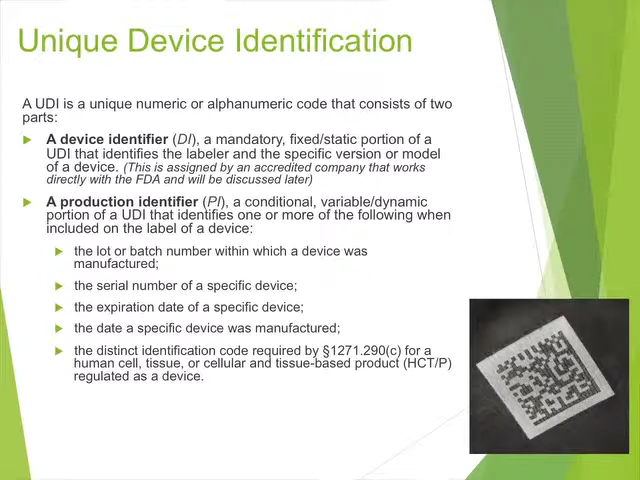 Unique Device Identification
A UDI is a unique numeric or alphanumeric code that consists of two
parts:
A device identifier (DI), a mandatory, fixed/static portion of a
UDI that identifies the labeler and the specific version or model
of a device. (This is assigned by an accredited company that works
directly with the FDA and will be discussed later)
A production identifier (PI), a conditional, variable/dynamic
portion of a UDI that identifies one or more of the following when
included on the label of a device:
the lot or batch number within which a device was
manufactured;
the serial number of a specific device;
the expiration date of a specific device;
the date a specific device was manufactured;
the distinct identification code required by §1271.290(c) for a
human cell, tissue, or cellular and tissue-based product (HCT/P)
regulated as a device.